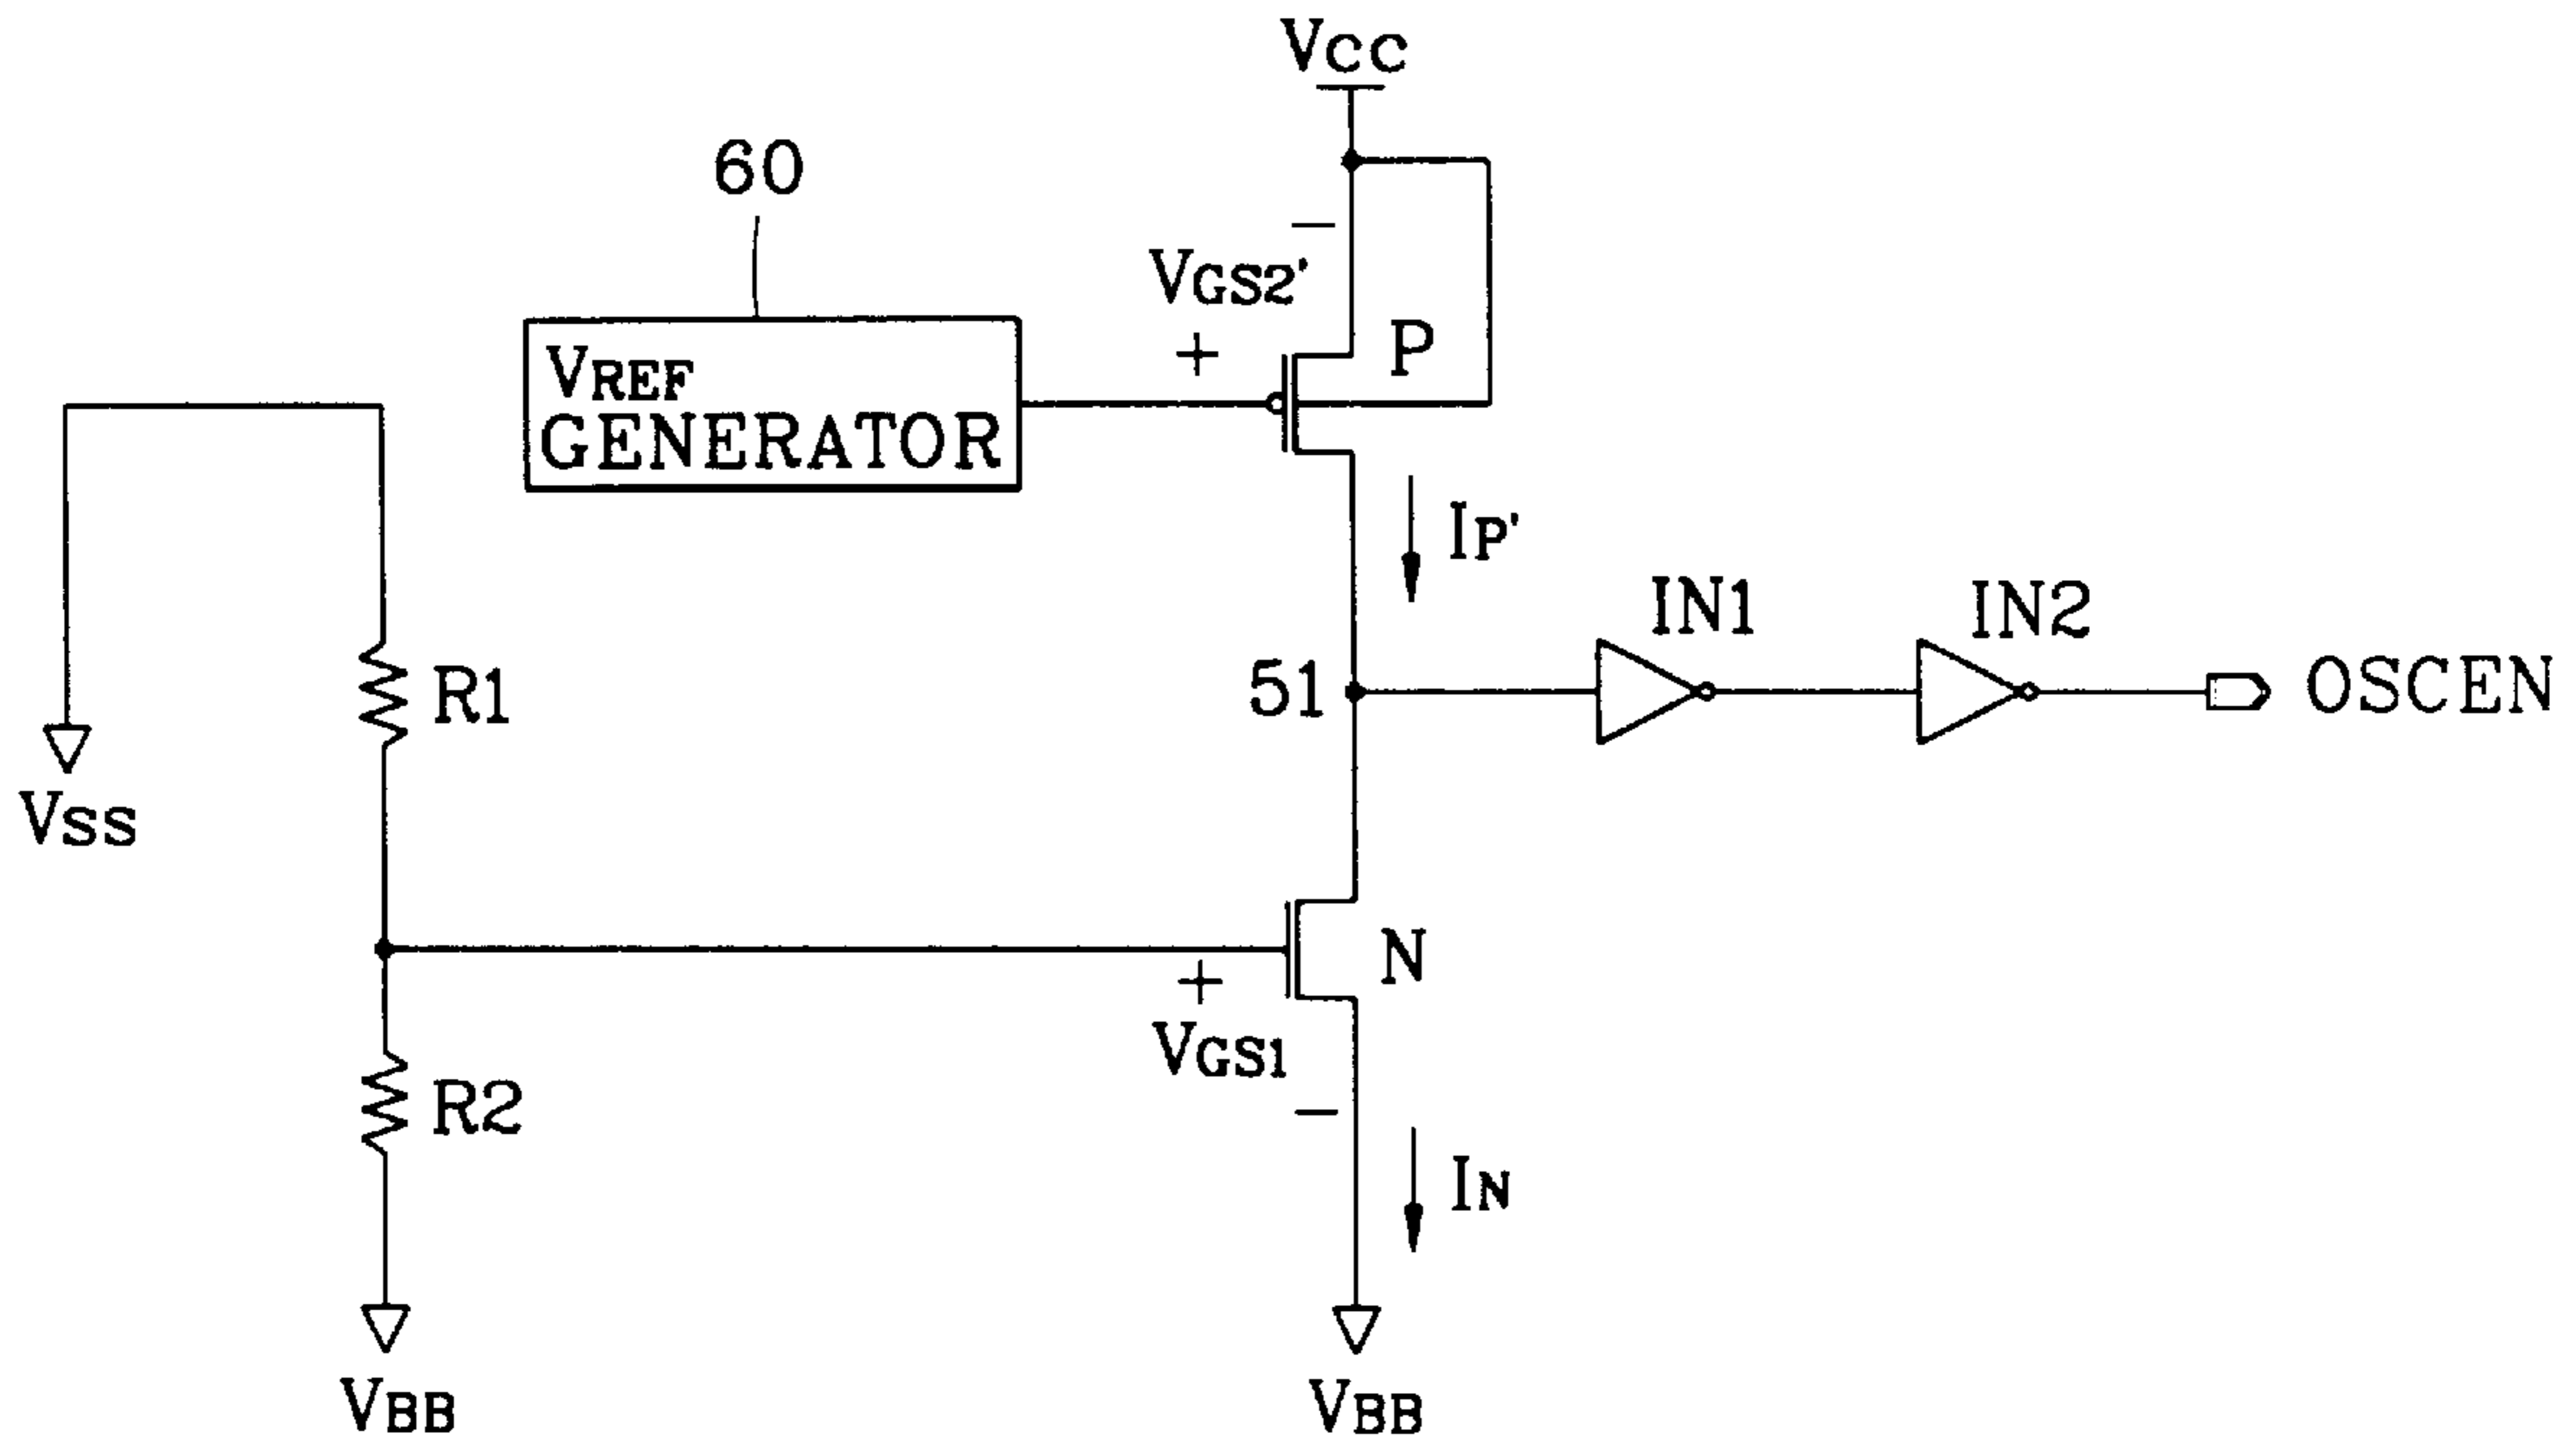 VCC
60
VGS2'
−
+
P
VREF
GENERATOR
IP'
IN1
IN2
R1
51
OSCEN
VSS
N
+
VGS1
−
R2
IN
VBB
VBB